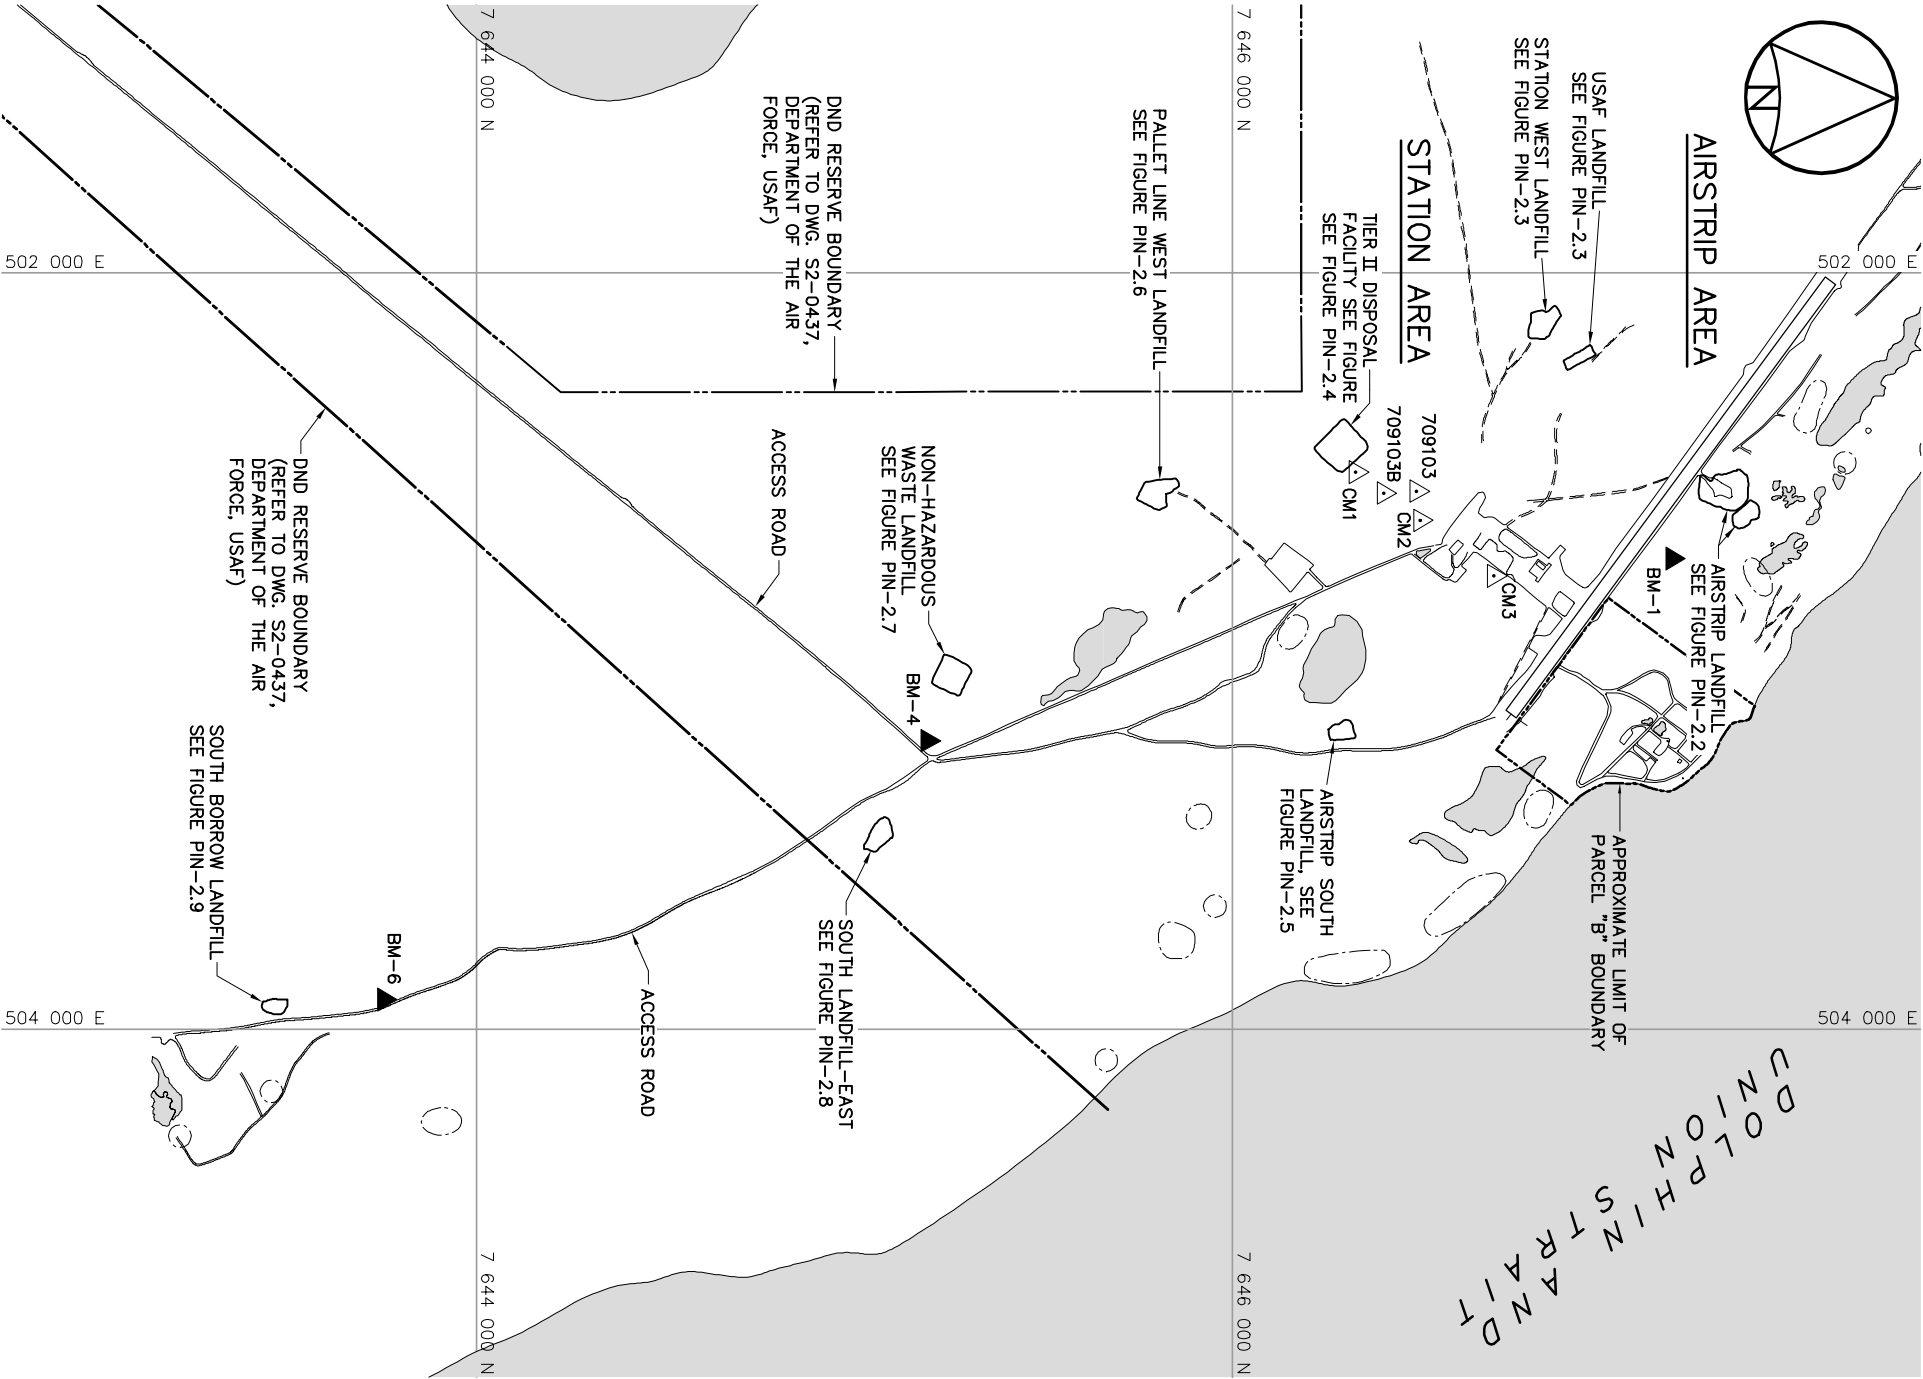 N
AIRSTRIP AREA
USAF LANDFILL
SEE FIGURE PIN-2.3
STATION WEST LANDFILL
SEE FIGURE PIN-2.3
STATION AREA
TIER II DISPOSAL
FACILITY SEE FIGURE
SEE FIGURE PIN-2.4
PALLET LINE WEST LANDFILL
SEE FIGURE PIN-2.6
DND RESERVE BOUNDARY
(REFER TO DWG. S2-0437,
DEPARTMENT OF THE AIR
FORCE, USAF)
7 646 000 N
7 644 000 N
502 000 E
502 000 E
709103
709103B
CM1
CM2
CM3
BM-1
AIRSTRIP LANDFILL
SEE FIGURE PIN-2.2
NON-HAZARDOUS
WASTE LANDFILL
SEE FIGURE PIN-2.7
ACCESS ROAD
BM-4
DND RESERVE BOUNDARY
(REFER TO DWG. S2-0437,
DEPARTMENT OF THE AIR
FORCE, USAF)
APPROXIMATE LIMIT OF
PARCEL "B" BOUNDARY
AIRSTRIP SOUTH
LANDFILL, SEE
FIGURE PIN-2.5
SOUTH LANDFILL-EAST
SEE FIGURE PIN-2.8
SOUTH BORROW LANDFILL
SEE FIGURE PIN-2.9
BM-6
ACCESS ROAD
504 000 E
504 000 E
DOLPHIN AND
UNION STRAIT
7 646 000 N
7 644 000 N